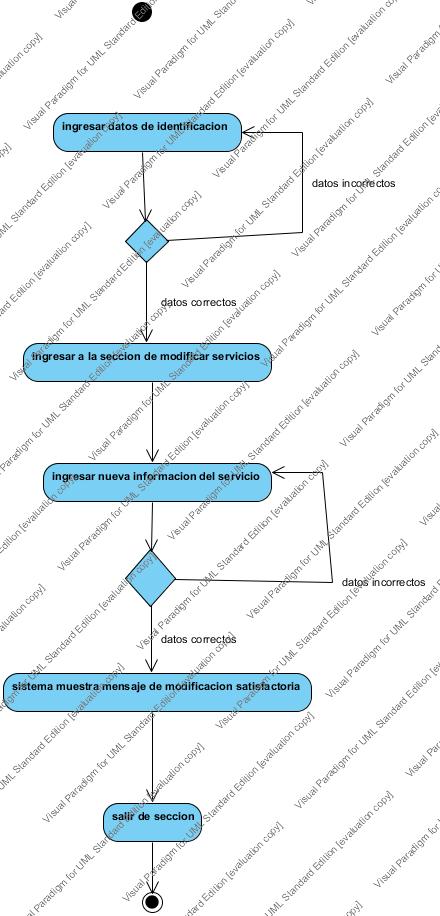 ingresar datos de identificacion
datos incorrectos
datos correctos
ingresar a la seccion de modificar servicios
ingresar nueva informacion del servicio
datos incorrectos
datos correctos
sistema muestra mensaje de modificacion satisfactoria
salir de seccion
Visual Paradigm for UML Standard Edition [evaluation copy]